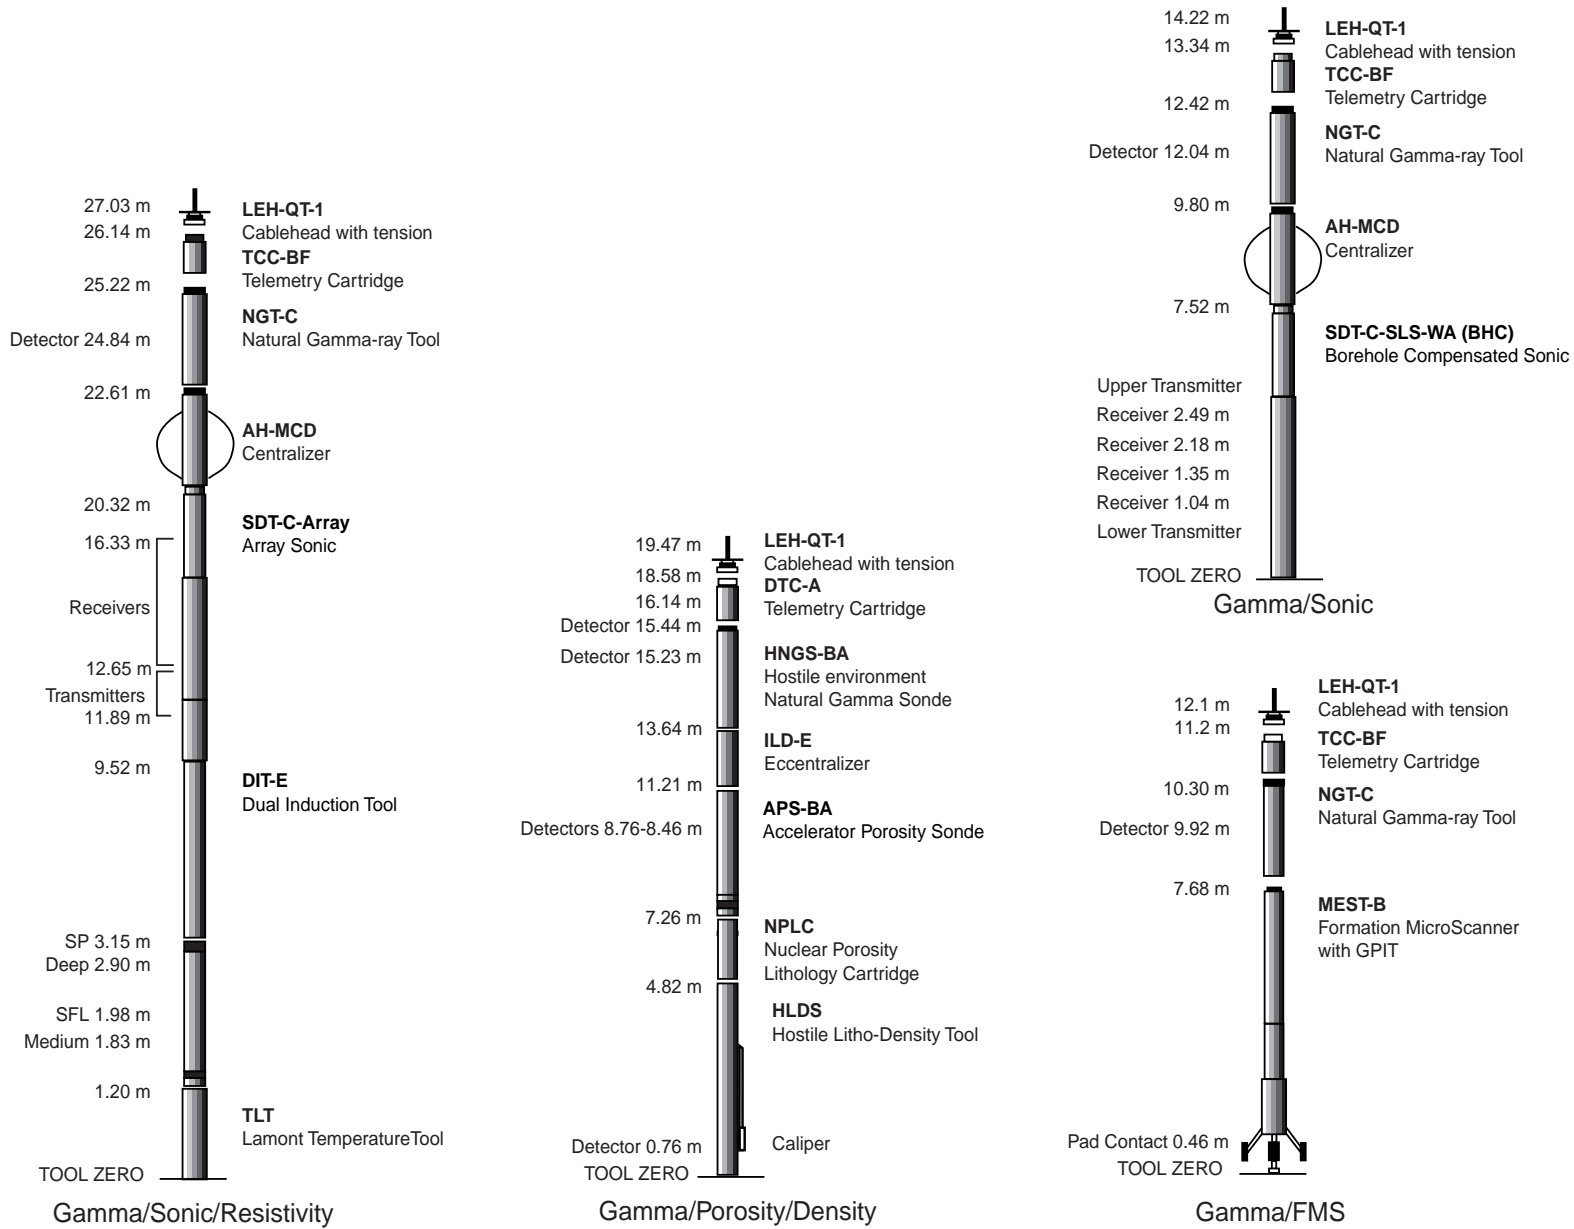 27.03 m
26.14 m
25.22 m
Detector 24.84 m
22.61 m
20.32 m
16.33 m
Receivers
12.65 m
Transmitters
11.89 m
9.52 m
SP 3.15 m
Deep 2.90 m
SFL 1.98 m
Medium 1.83 m
1.20 m
TOOL ZERO
LEH-QT-1
Cablehead with tension
TCC-BF
Telemetry Cartridge
NGT-C
Natural Gamma-ray Tool
AH-MCD
Centralizer
SDT-C-Array
Array Sonic
DIT-E
Dual Induction Tool
TLT
Lamont TemperatureTool
Gamma/Sonic/Resistivity
19.47 m
18.58 m
16.14 m
Detector 15.44 m
Detector 15.23 m
13.64 m
11.21 m
Detectors 8.76-8.46 m
7.26 m
4.82 m
Detector 0.76 m
TOOL ZERO
LEH-QT-1
Cablehead with tension
DTC-A
Telemetry Cartridge
HNGS-BA
Hostile environment
Natural Gamma Sonde
ILD-E
Eccentralizer
APS-BA
Accelerator Porosity Sonde
NPLC
Nuclear Porosity
Lithology Cartridge
HLDS
Hostile Litho-Density Tool
Caliper
Gamma/Porosity/Density
14.22 m
13.34 m
12.42 m
Detector 12.04 m
9.80 m
7.52 m
Upper Transmitter
Receiver 2.49 m
Receiver 2.18 m
Receiver 1.35 m
Receiver 1.04 m
Lower Transmitter
TOOL ZERO
LEH-QT-1
Cablehead with tension
TCC-BF
Telemetry Cartridge
NGT-C
Natural Gamma-ray Tool
AH-MCD
Centralizer
SDT-C-SLS-WA (BHC)
Borehole Compensated Sonic
Gamma/Sonic
12.1 m
11.2 m
10.30 m
Detector 9.92 m
7.68 m
Pad Contact 0.46 m
TOOL ZERO
LEH-QT-1
Cablehead with tension
TCC-BF
Telemetry Cartridge
NGT-C
Natural Gamma-ray Tool
MEST-B
Formation MicroScanner
with GPIT
Gamma/FMS